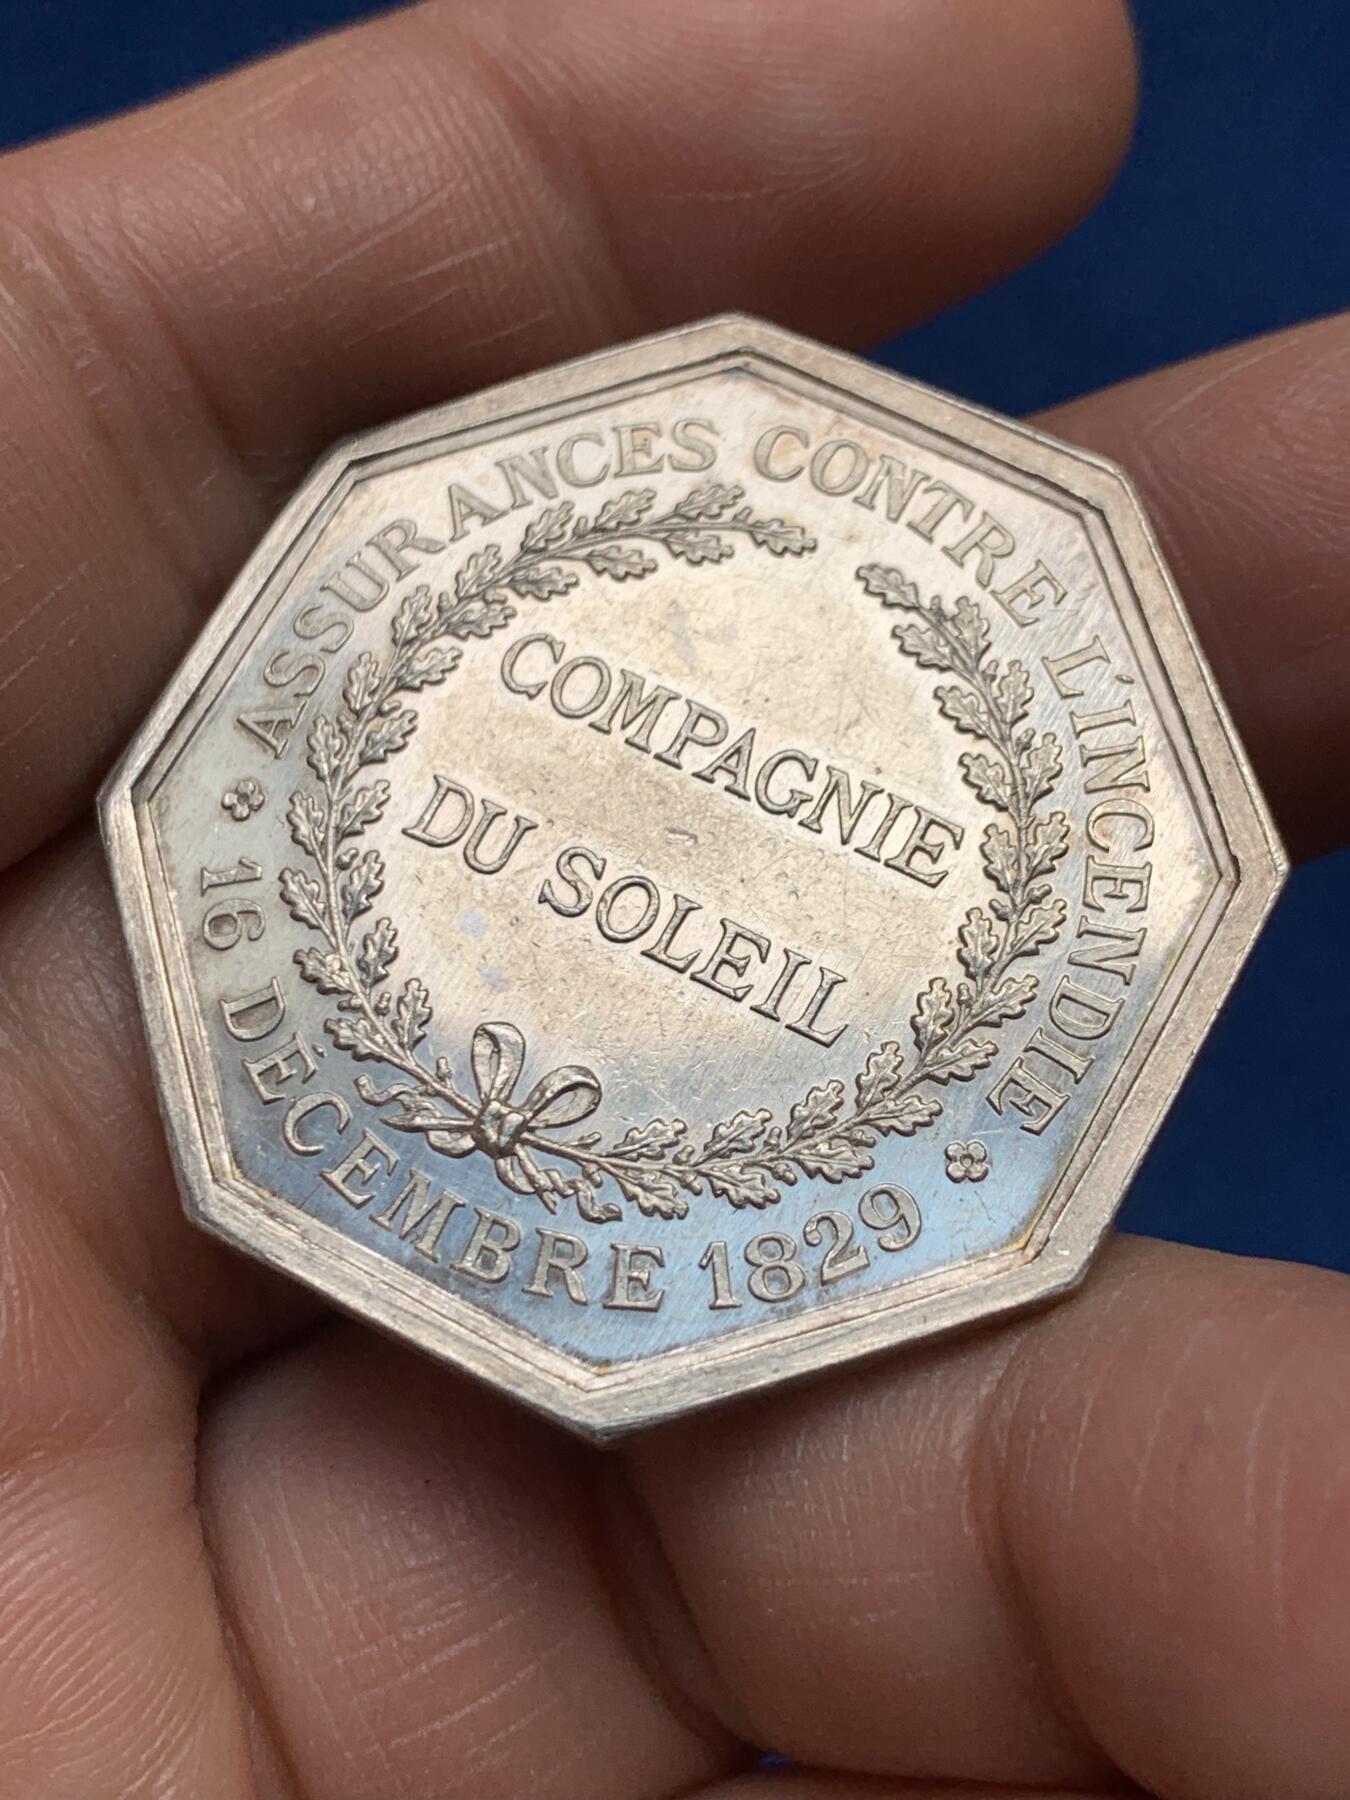 ASSURANCES CONTRE L'INCENDIE
COMPAGNIE
DU SOLEIL
16 DÉCEMBRE 1829